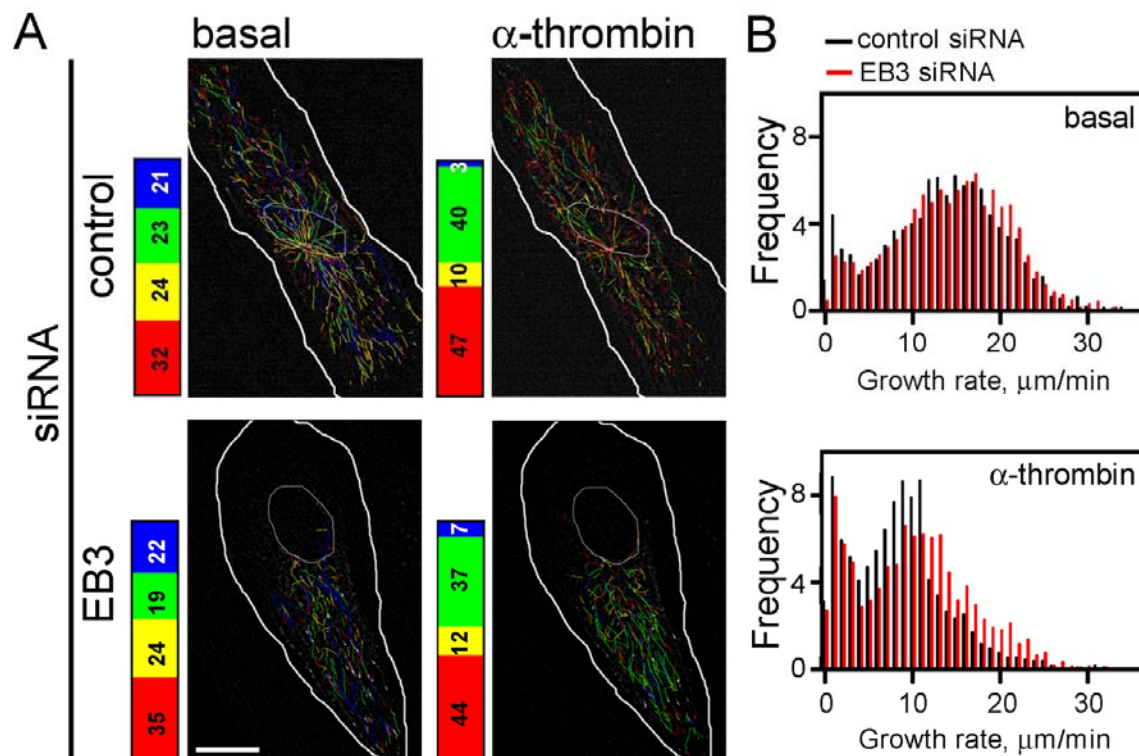 A
basal
α-thrombin
siRNA
control
21
23
24
32
3
40
10
47
EB3
22
19
24
35
7
37
12
44
B
control siRNA
EB3 siRNA
basal
Frequency
8
4
0
0 10 20 30
Growth rate, μm/min
α-thrombin
Frequency
8
4
0
0 10 20 30
Growth rate, μm/min